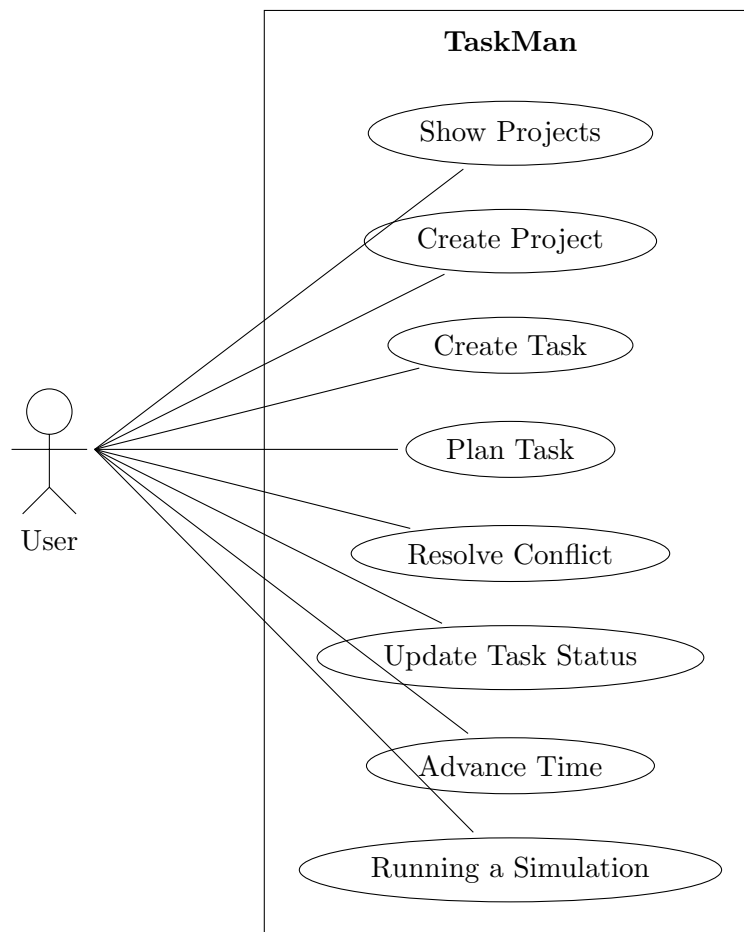 TaskMan
Show Projects
Create Project
Create Task
Plan Task
Resolve Conflict
User
Update Task Status
Advance Time
Running a Simulation